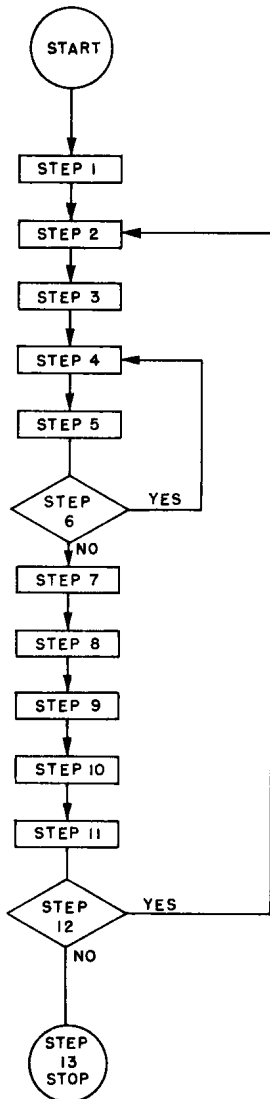 START
STEP 1
STEP 2
STEP 3
STEP 4
STEP 5
STEP
6
YES
NO
STEP 7
STEP 8
STEP 9
STEP 10
STEP 11
STEP
12
YES
NO
STEP
13
STOP